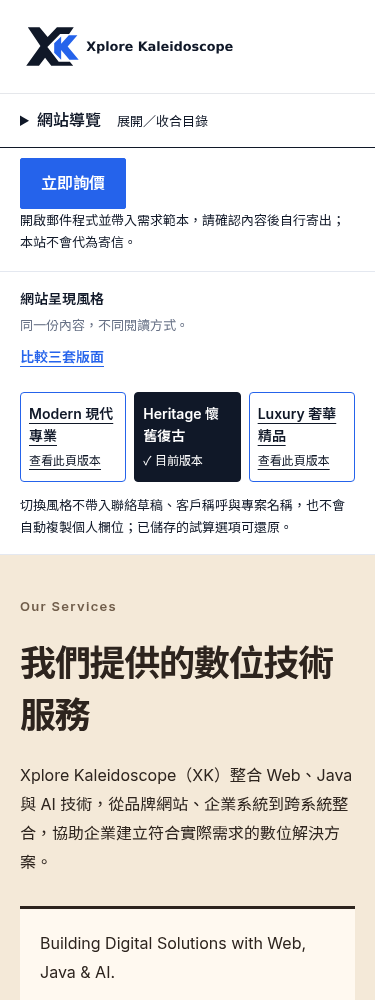 Xplore Kaleidoscope
▶ 網站導覽 展開／收合目錄
立即詢價
開啟郵件程式並帶入需求範本，請確認內容後自行寄出；
本站不會代為寄信。
網站呈現風格
同一份內容，不同閱讀方式。
比較三套版面
Modern 現代
專業
查看此頁版本
Heritage 懷
舊復古
✓ 目前版本
Luxury 奢華
精品
查看此頁版本
切換風格不帶入聯絡草稿、客戶稱呼與專案名稱，也不會
自動複製個人欄位；已儲存的試算選項可還原。
Our Services
我們提供的數位技術
服務
Xplore Kaleidoscope（XK）整合 Web、Java
與 AI 技術，從品牌網站、企業系統到跨系統整
合，協助企業建立符合實際需求的數位解決方
案。
Building Digital Solutions with Web,
Java & AI.